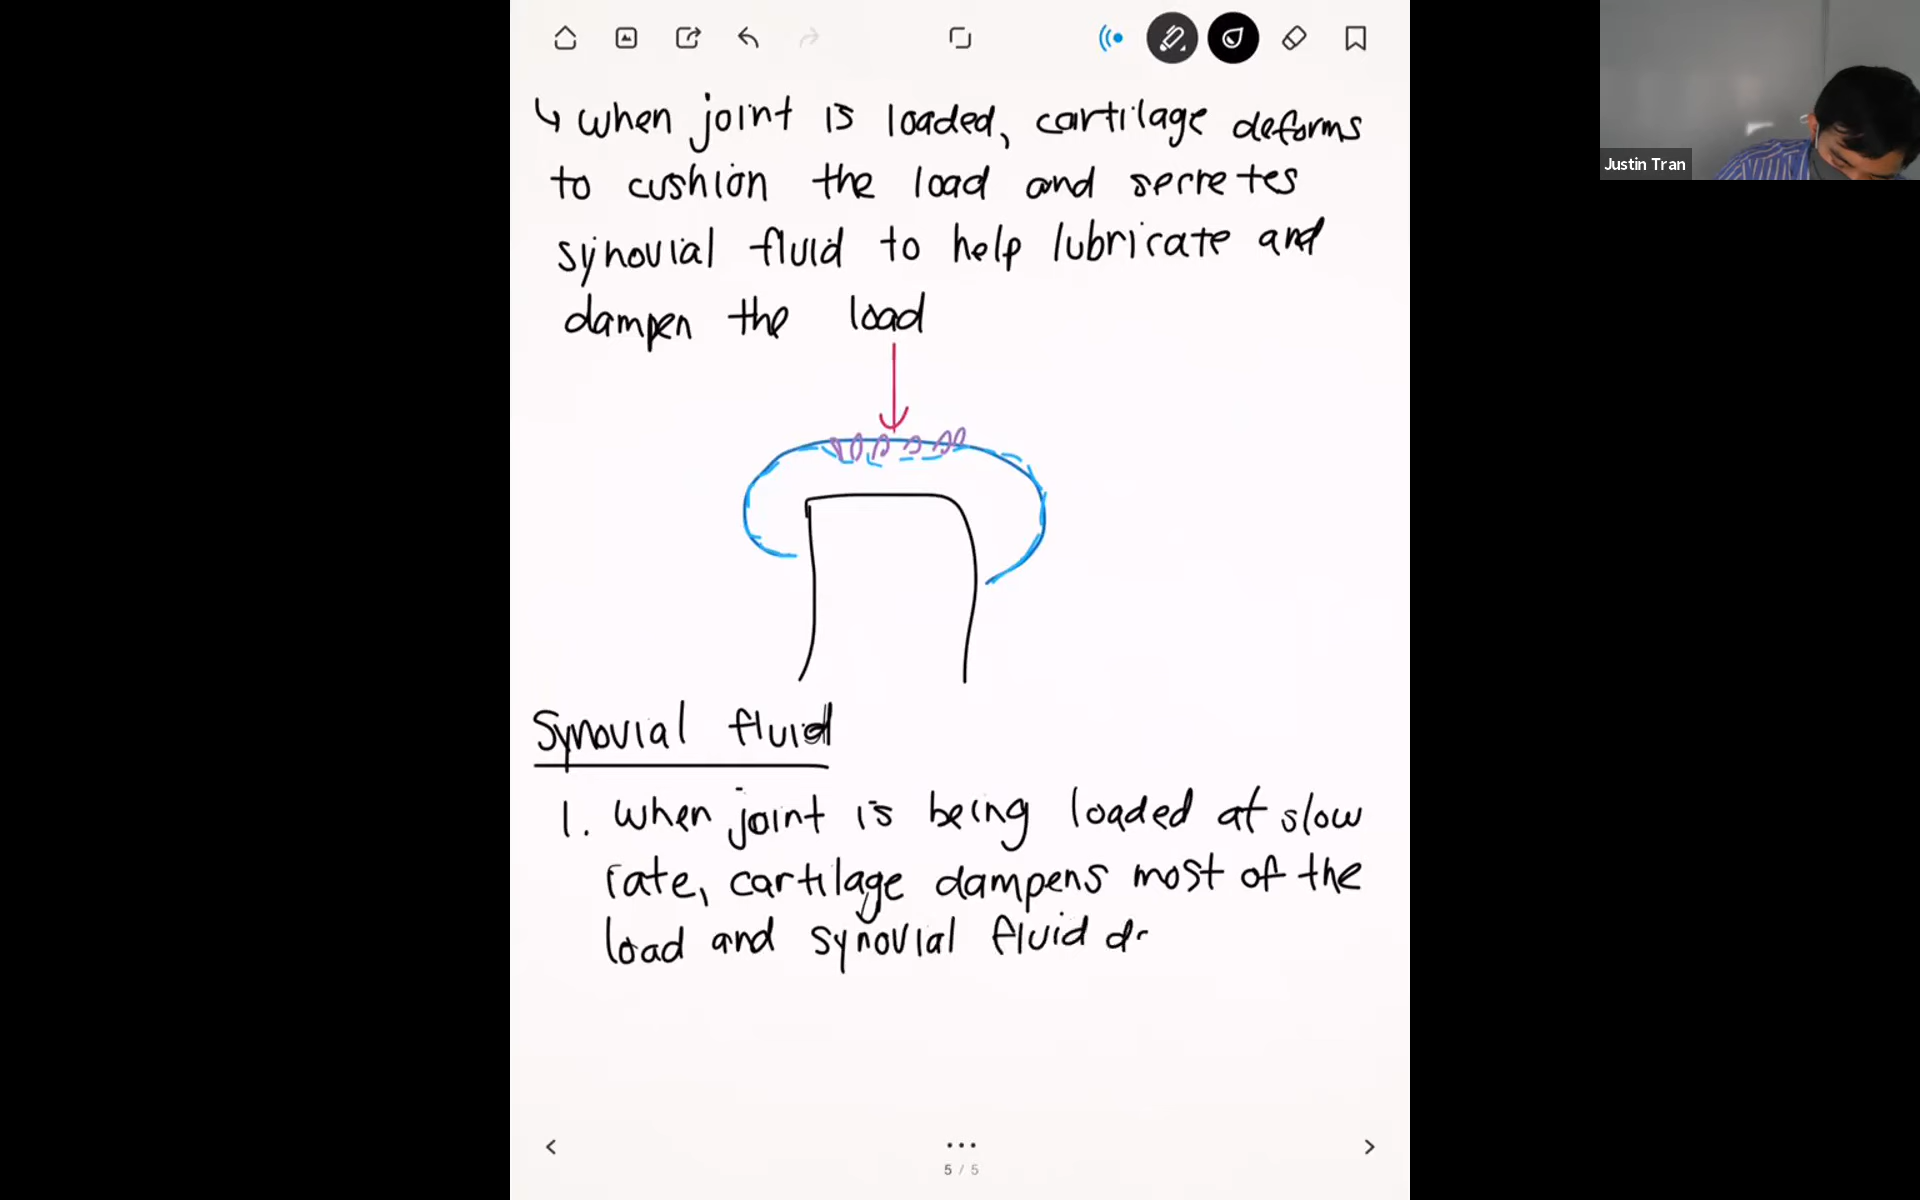 ↳ when joint is loaded, cartilage deforms
to cushion the load and secretes
synovial fluid to help lubricate and
dampen the load
Justin Tran
Synovial fluid
1. when joint is being loaded at slow
rate, cartilage dampens most of the
load and synovial fluid
5 / 5